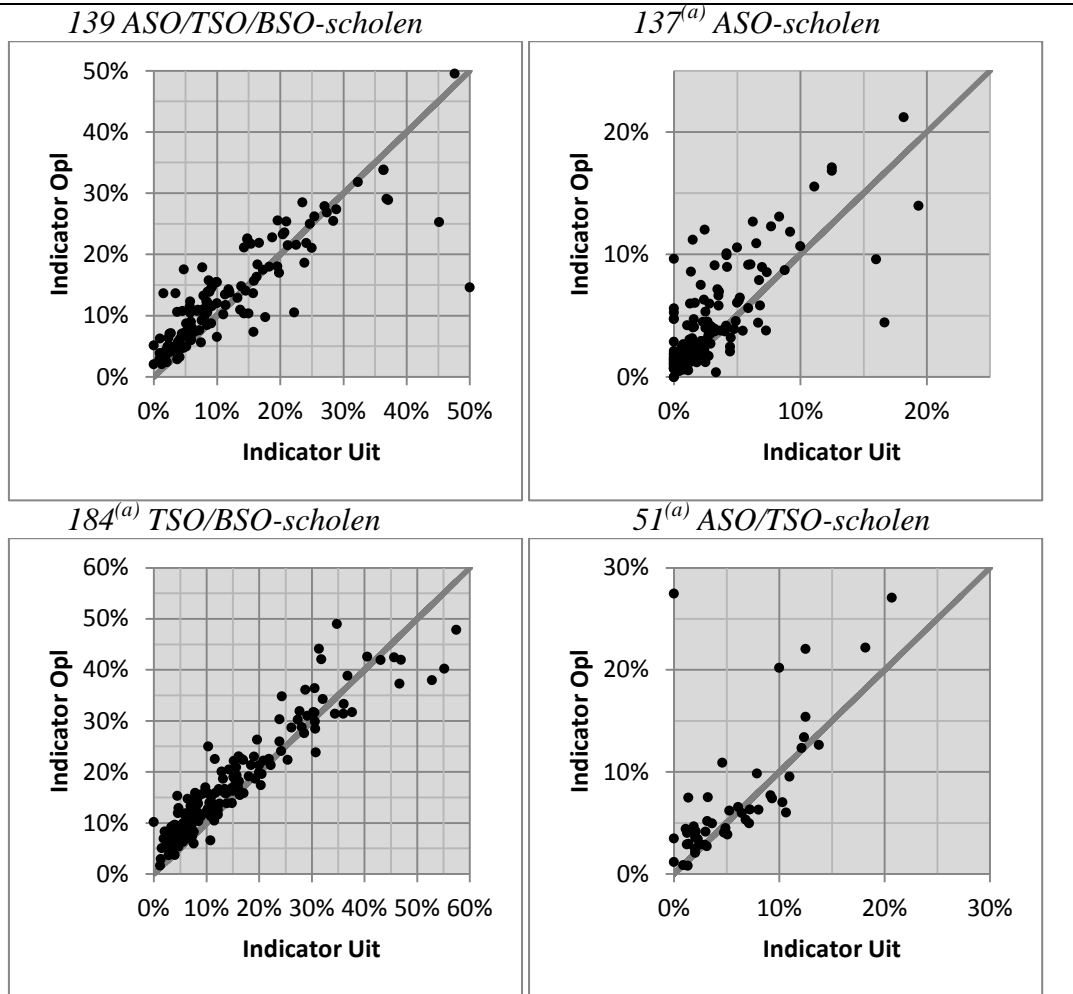 139 ASO/TSO/BSO-scholen
50%
40%
30%
20%
10%
0%
0% 10% 20% 30% 40% 50%
Indicator Opl
Indicator Uit
137(a) ASO-scholen
20%
10%
0%
0% 10% 20%
Indicator Opl
Indicator Uit
184(a) TSO/BSO-scholen
60%
50%
40%
30%
20%
10%
0%
0% 10% 20% 30% 40% 50% 60%
Indicator Opl
Indicator Uit
51(a) ASO/TSO-scholen
30%
20%
10%
0%
0% 10% 20% 30%
Indicator Opl
Indicator Uit